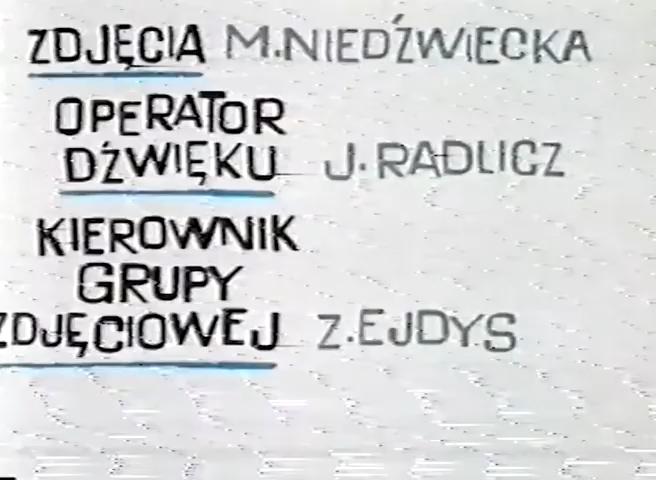 ZDJĘCIA M.NIEDŹWIECKA
OPERATOR
DŹWIĘKU J.RADLICZ
KIEROWNIK
GRUPY
ZDJĘCIOWEJ Z.EJDYS